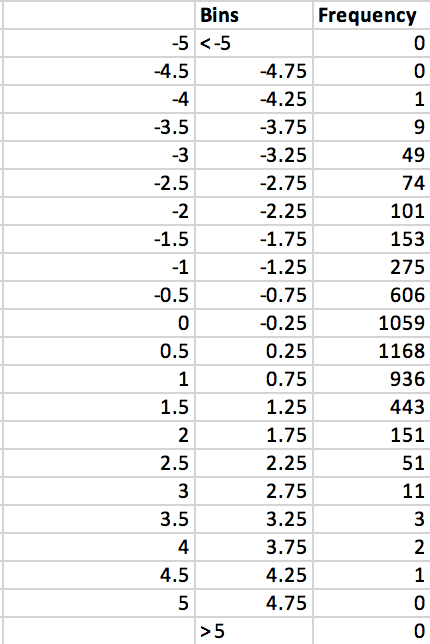 Bins Frequency
-5 <-5 0
-4.5 -4.75 0
-4 -4.25 1
-3.5 -3.75 9
-3 -3.25 49
-2.5 -2.75 74
-2 -2.25 101
-1.5 -1.75 153
-1 -1.25 275
-0.5 -0.75 606
0 -0.25 1059
0.5 0.25 1168
1 0.75 936
1.5 1.25 443
2 1.75 151
2.5 2.25 51
3 2.75 11
3.5 3.25 3
4 3.75 2
4.5 4.25 1
5 4.75 0
>5 0